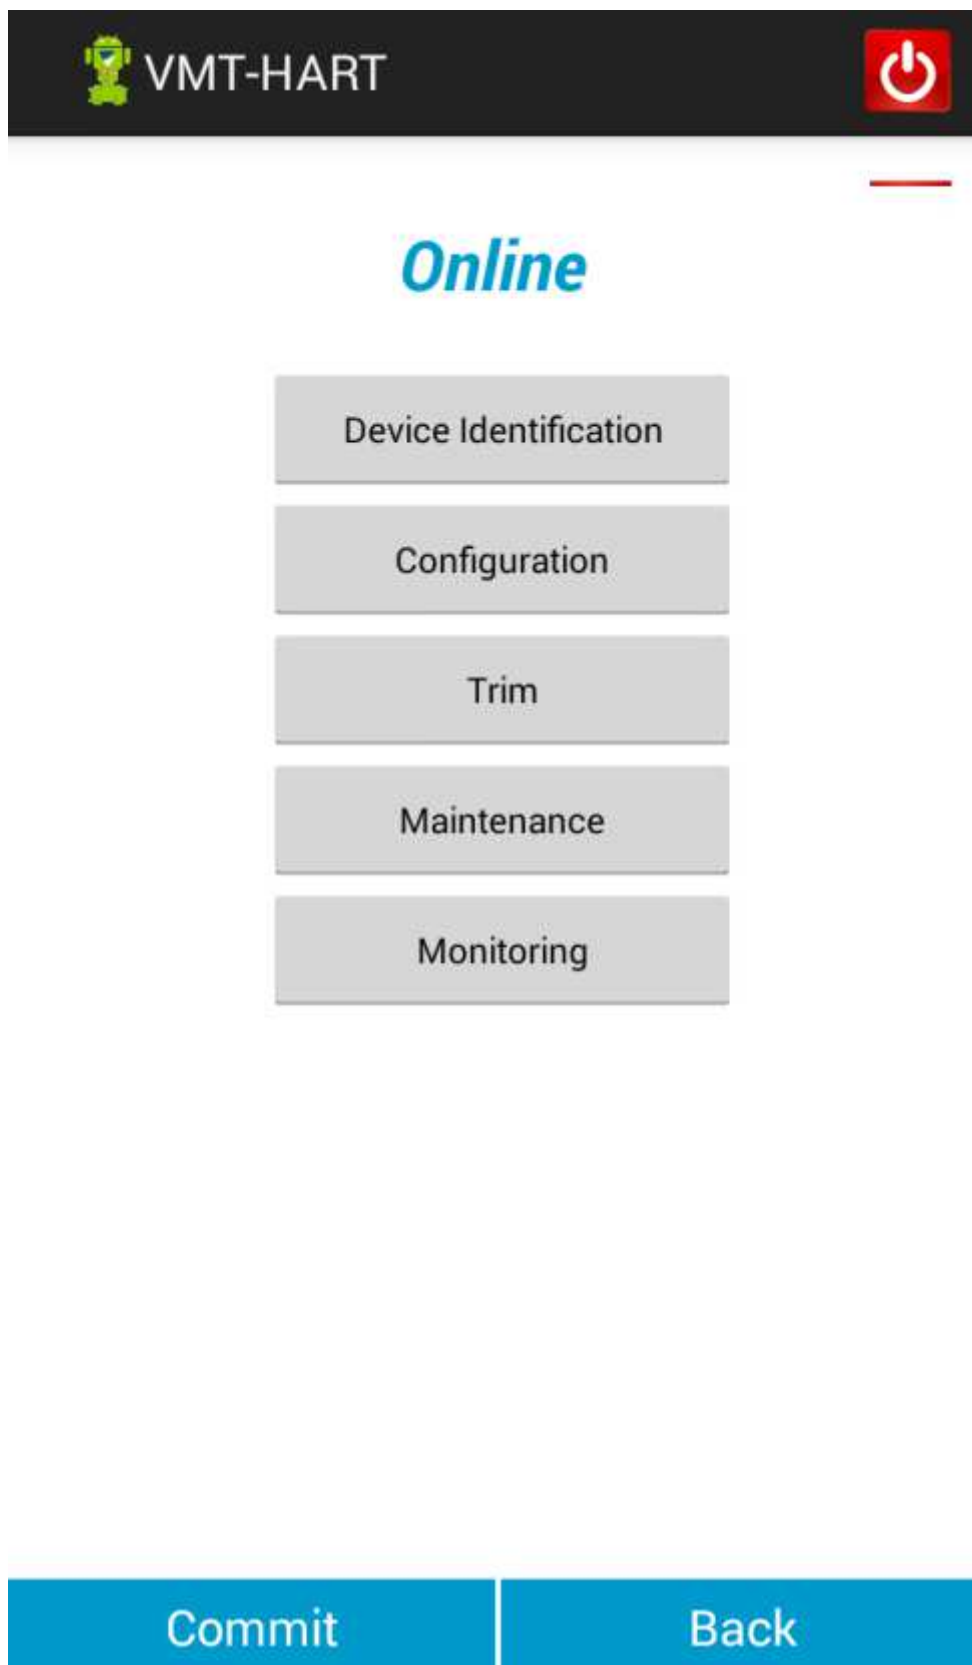 VMT-HART
Online
Device Identification
Configuration
Trim
Maintenance
Monitoring
Commit
Back